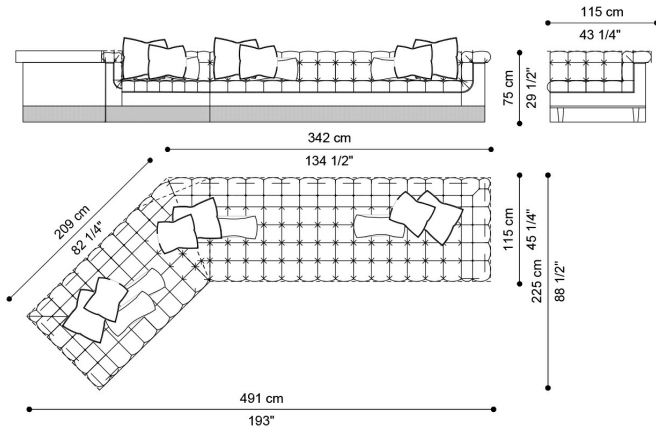 115 cm
43 1/4"
75 cm
29 1/2"
342 cm
134 1/2"
209 cm
82 1/4"
115 cm
45 1/4"
225 cm
88 1/2"
491 cm
193"